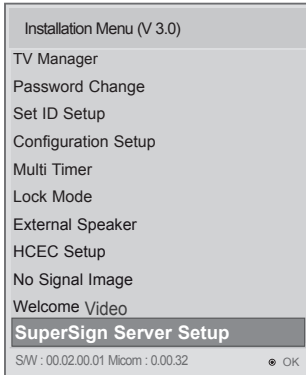 Installation Menu (V 3.0)
TV Manager
Password Change
Set ID Setup
Configuration Setup
Multi Timer
Lock Mode
External Speaker
HCEC Setup
No Signal Image
Welcome Video
SuperSign Server Setup
S/W : 00.02.00.01 Micom : 0.00.32 ◉ OK